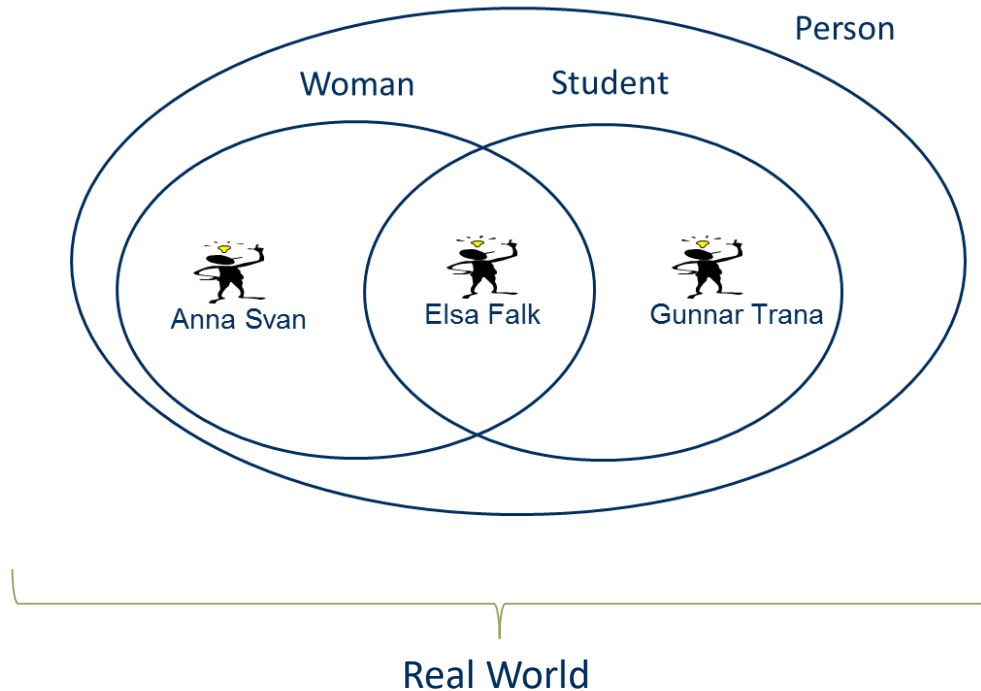 Person
Woman
Student
Anna Svan
Elsa Falk
Gunnar Trana
Real World